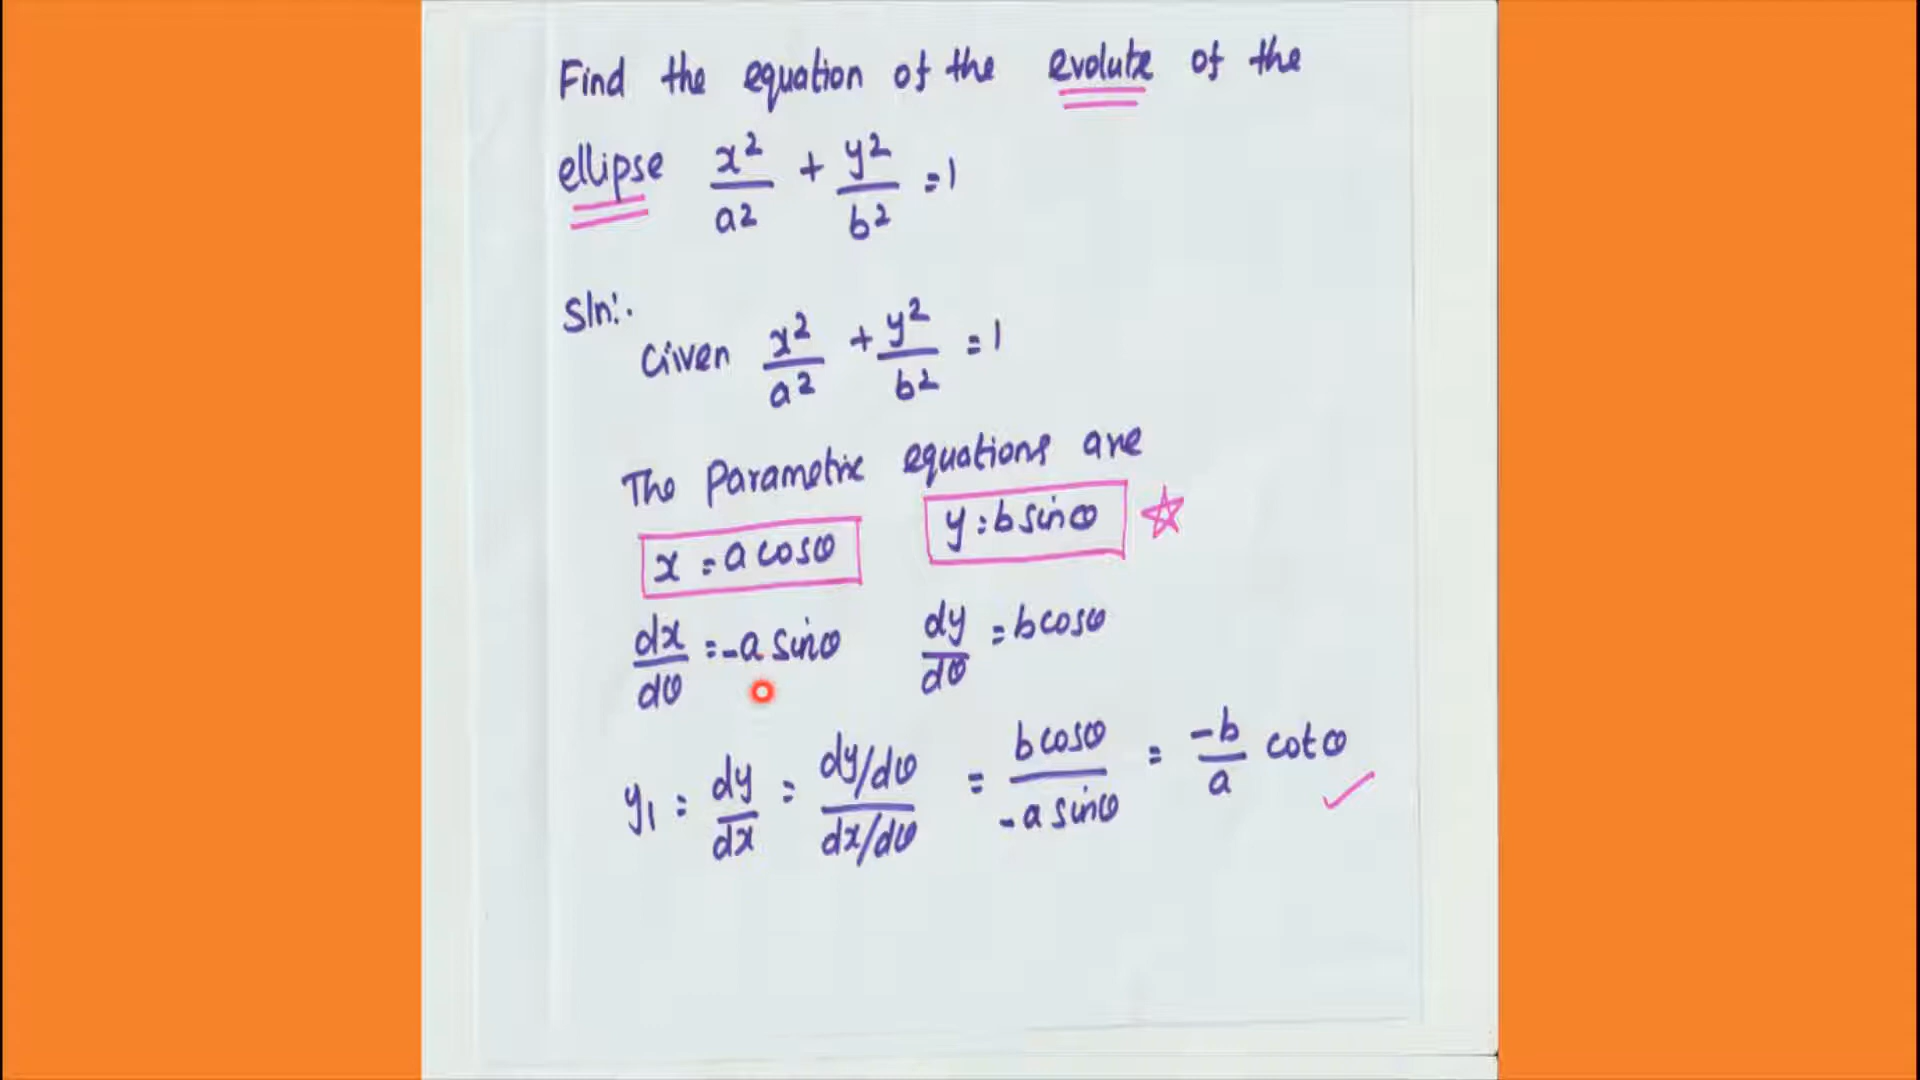 Find the equation of the evolute of the
ellipse x²/a² + y²/b² = 1
Sln:.
Given x²/a² + y²/b² = 1
The Parametric equations are
x = a cosθ y = b sinθ
dx/dθ = -a sinθ dy/dθ = b cosθ
y₁ = dy/dx = (dy/dθ)/(dx/dθ) = b cosθ/-a sinθ = -b/a cotθ